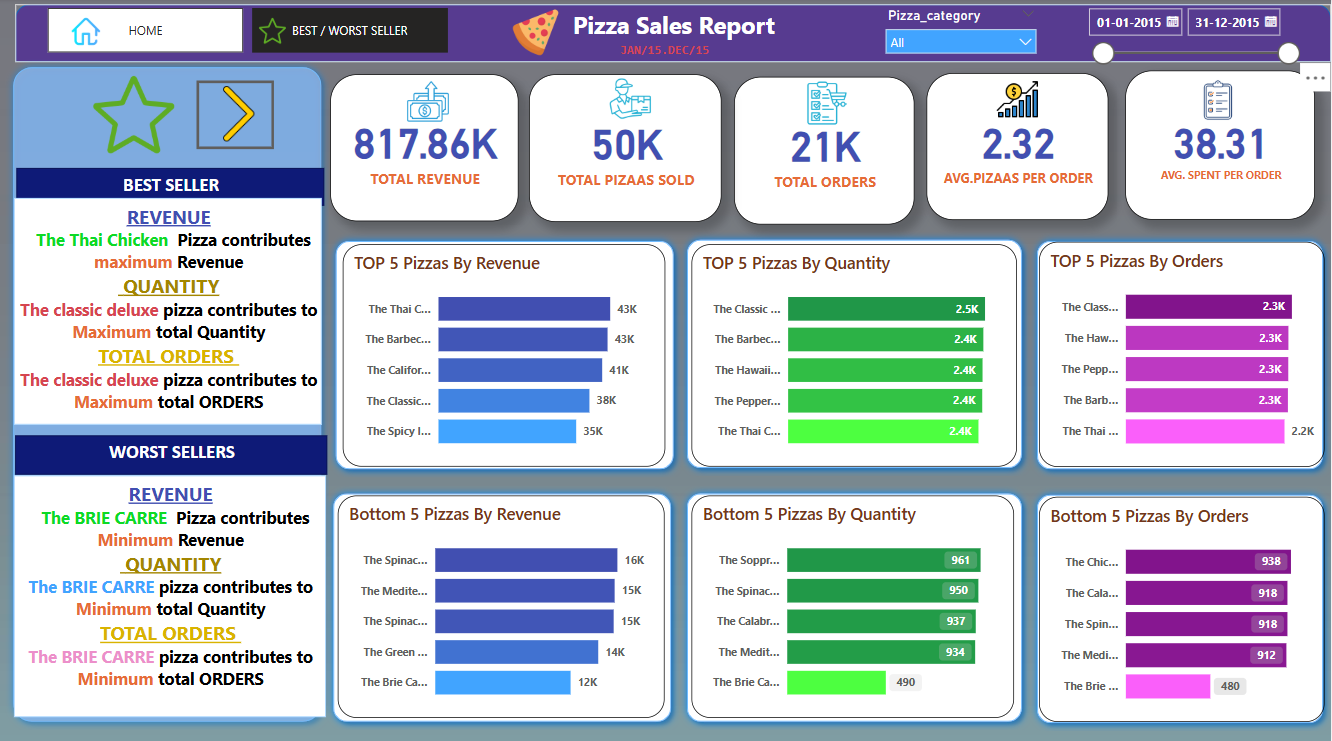 HOME
BEST / WORST SELLER
Pizza Sales Report
JAN/15.DEC/15
Pizza_category
All
01-01-2015
31-12-2015
817.86K
TOTAL REVENUE
50K
TOTAL PIZAAS SOLD
21K
TOTAL ORDERS
2.32
AVG.PIZAAS PER ORDER
38.31
AVG. SPENT PER ORDER
BEST SELLER
REVENUE
The Thai Chicken Pizza contributes
maximum Revenue
QUANTITY
The classic deluxe pizza contributes to
Maximum total Quantity
TOTAL ORDERS
The classic deluxe pizza contributes to
Maximum total ORDERS
WORST SELLERS
REVENUE
The BRIE CARRE Pizza contributes
Minimum Revenue
QUANTITY
The BRIE CARRE pizza contributes to
Minimum total Quantity
TOTAL ORDERS
The BRIE CARRE pizza contributes to
Minimum total ORDERS
TOP 5 Pizzas By Revenue
The Thai C... 43K
The Barbec... 43K
The Califor... 41K
The Classic... 38K
The Spicy I... 35K
TOP 5 Pizzas By Quantity
The Classic ... 2.5K
The Barbec... 2.4K
The Hawaii... 2.4K
The Pepper... 2.4K
The Thai C... 2.4K
TOP 5 Pizzas By Orders
The Class... 2.3K
The Haw... 2.3K
The Pepp... 2.3K
The Barb... 2.3K
The Thai ... 2.2K
Bottom 5 Pizzas By Revenue
The Spinac... 16K
The Medite... 15K
The Spinac... 15K
The Green ... 14K
The Brie Ca... 12K
Bottom 5 Pizzas By Quantity
The Soppr... 961
The Spinac... 950
The Calabr... 937
The Medit... 934
The Brie Ca... 490
Bottom 5 Pizzas By Orders
The Chic... 938
The Cala... 918
The Spin... 918
The Medi... 912
The Brie ... 480